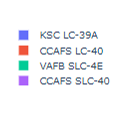 KSC LC-39A
CCAFS LC-40
VAFB SLC-4E
CCAFS SLC-40